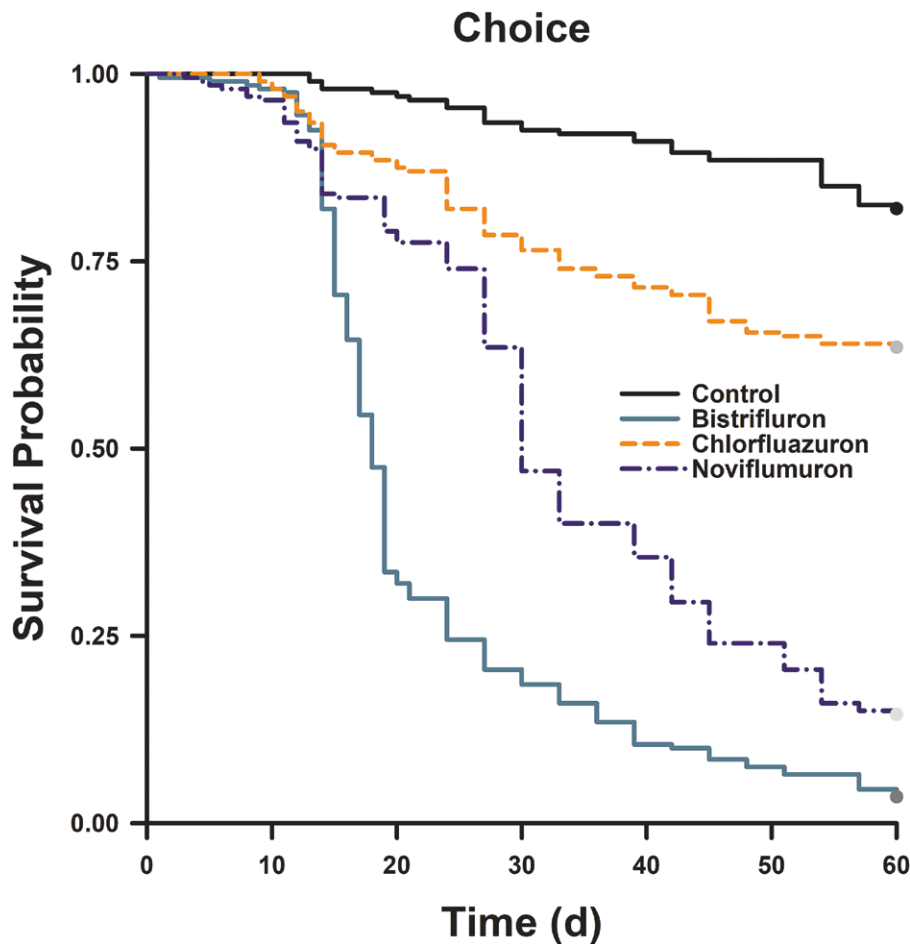 Choice
Survival Probability
1.00
0.75
0.50
0.25
0.00
Control
Bistrifluron
Chlorfluazuron
Noviflumuron
0 10 20 30 40 50 60
Time (d)